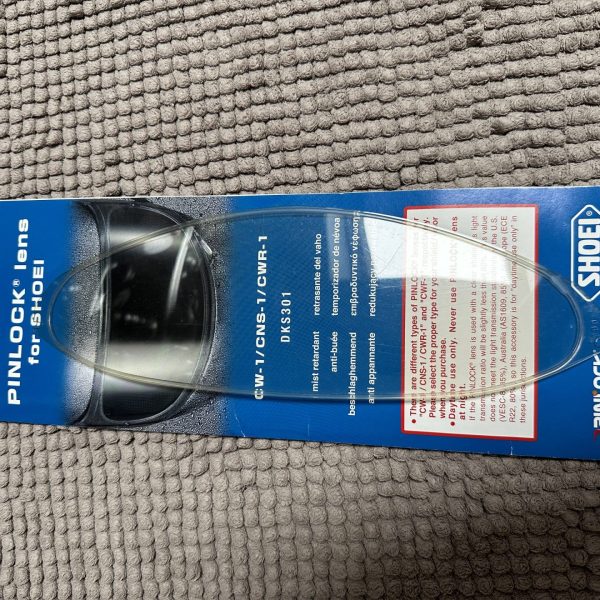 PINLOCK® lens
for SHOEI
CW-1/CNS-1/CWR-1
DKS301
mist retardant
retrasante del vaho
anti-buée
temporizador de névoa
beschlaghemmend
επιβραδυντικό νέφωσης
anti appannante
• There are different types of PINLOCK®
"CW-1/CNS-1/CWR-1" and "CWF-
Please select the proper type for your
when you purchase.
• Daytime use only. Never use PINLOCK® lens
at night.
If the PINLOCK® lens is used with a
transmission ratio will be slightly less
does not meet the light transmission
R22, 80%), so this accessory is for "daytime use only" in
these junctions.
SHOEI
PINLOCK